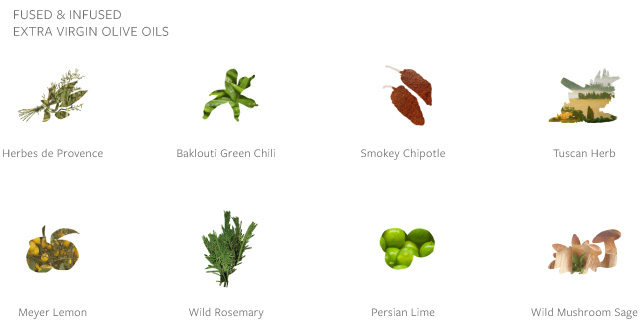 FUSED & INFUSED
EXTRA VIRGIN OLIVE OILS
Herbes de Provence
Baklouti Green Chili
Smokey Chipotle
Tuscan Herb
Meyer Lemon
Wild Rosemary
Persian Lime
Wild Mushroom Sage